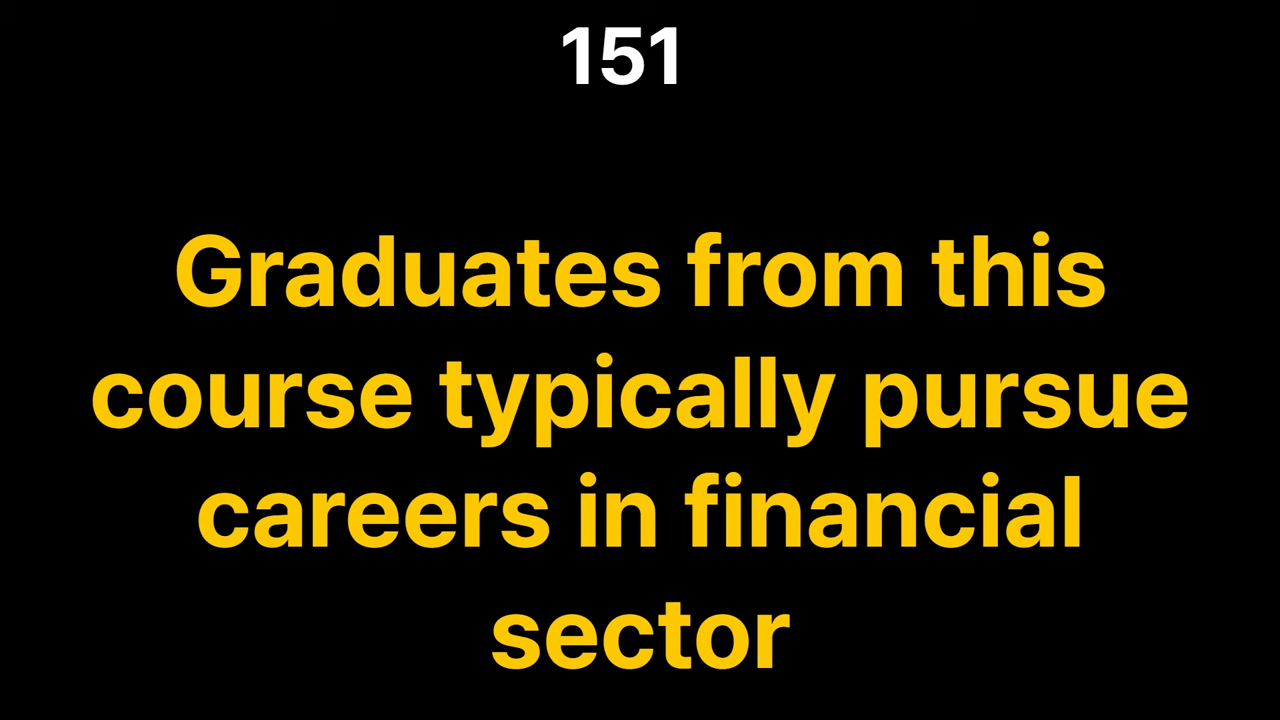 151
Graduates from this
course typically pursue
careers in financial
sector